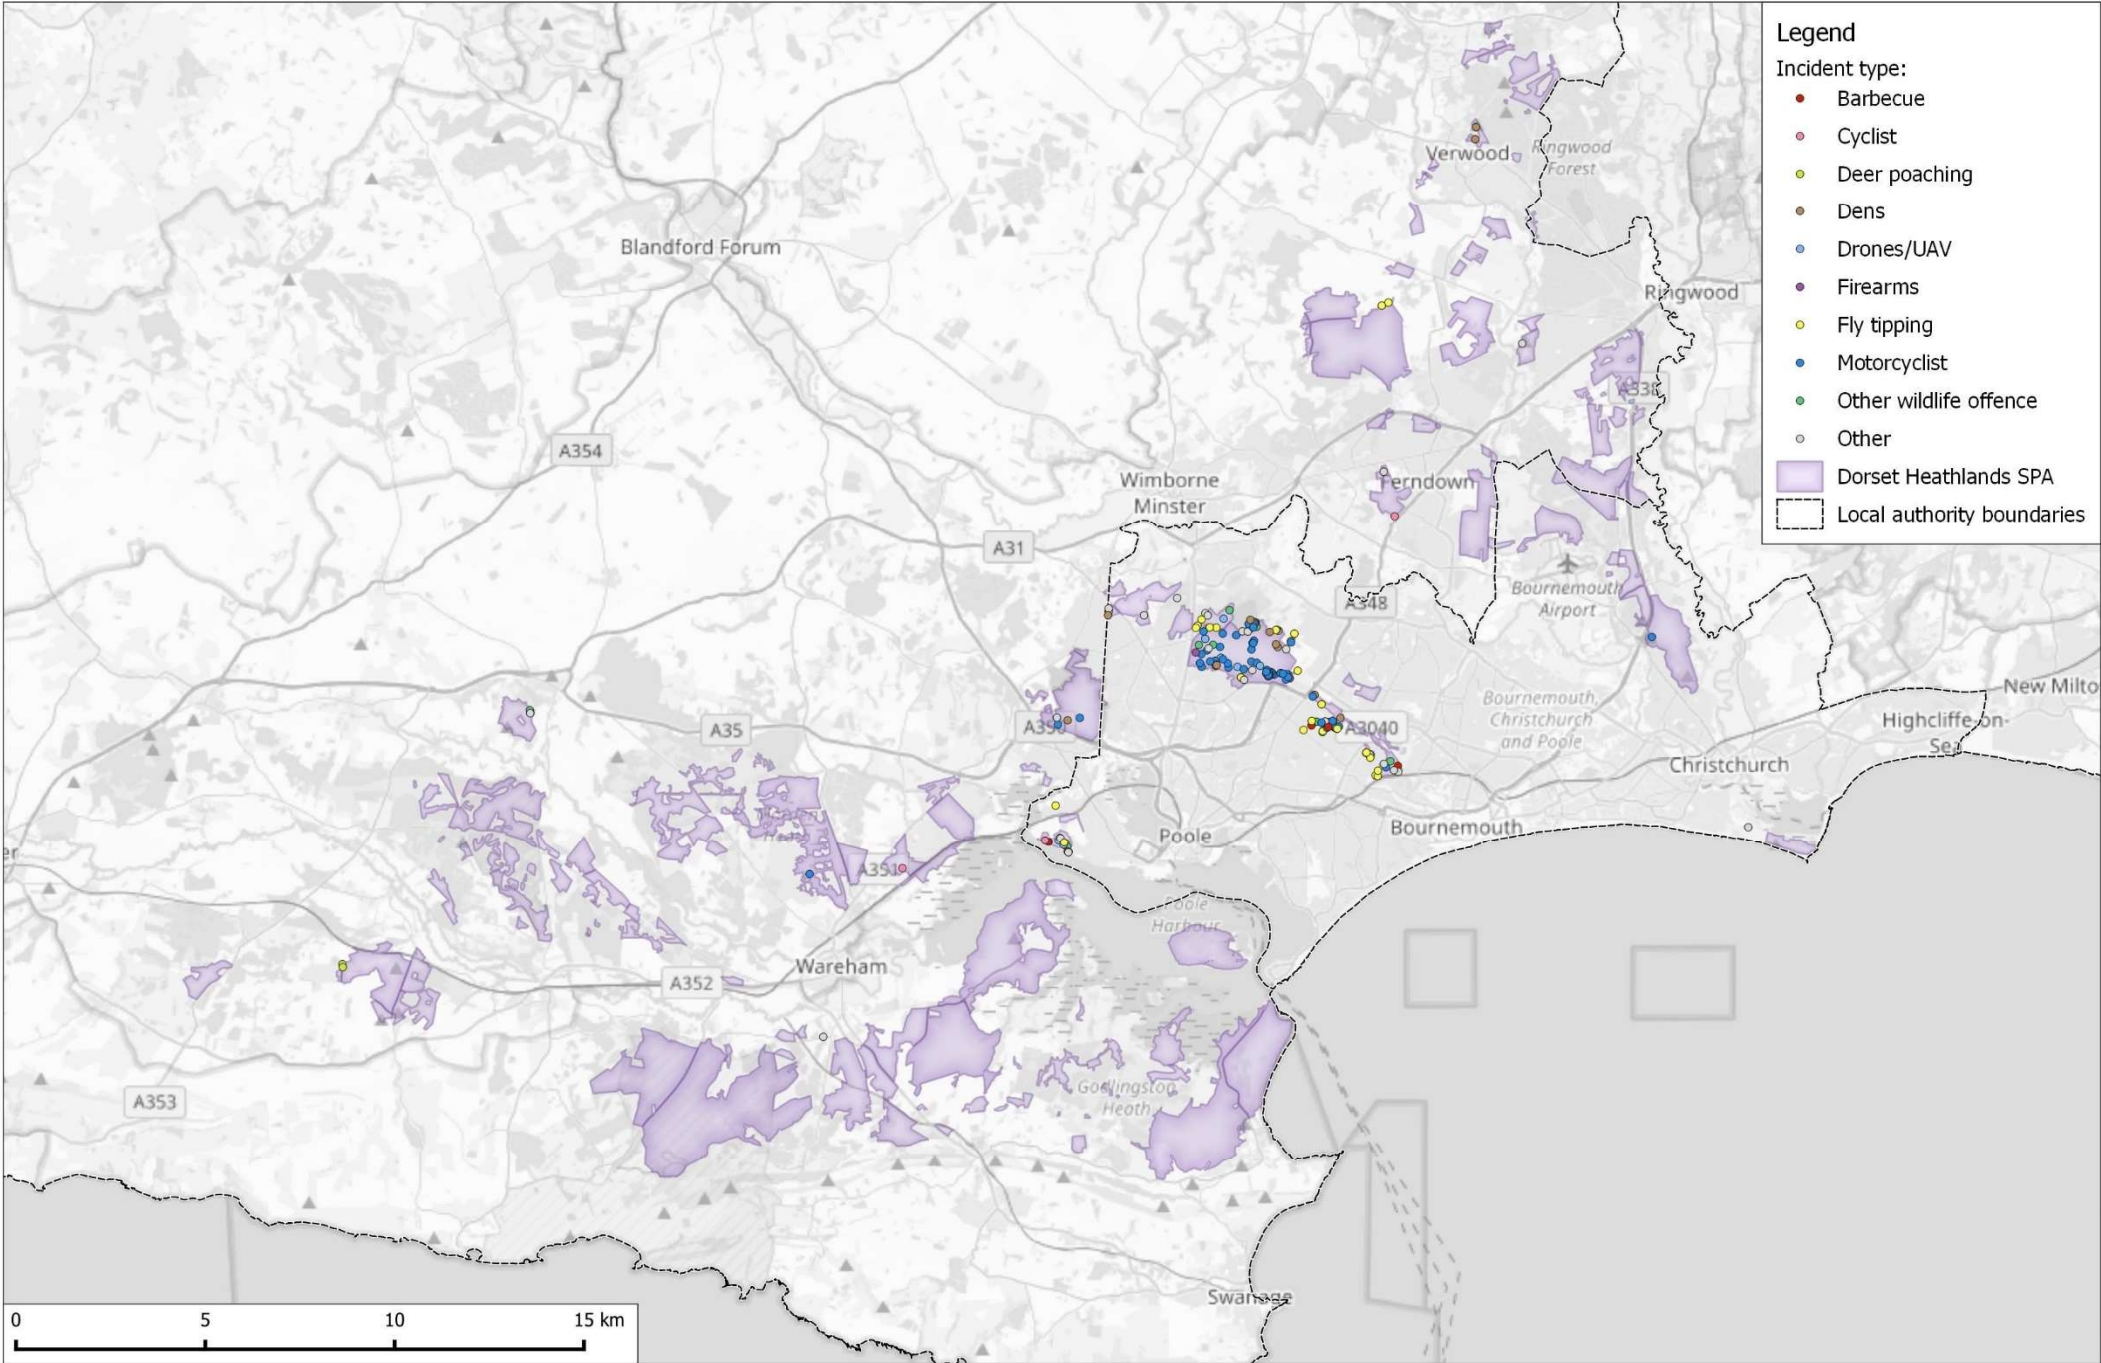 Legend
Incident type:
Barbecue
Cyclist
Deer poaching
Dens
Drones/UAV
Firearms
Fly tipping
Motorcyclist
Other wildlife offence
Other
Dorset Heathlands SPA
Local authority boundaries
Verwood
Ringwood
Forest
Blandford Forum
Ringwood
A338
A354
Wimborne
Minster
Ferndown
A31
Bournemouth
Airport
A348
Bournemouth,
Christchurch
and Poole
New Milto
A35
A350
A3040
Highcliffe-on-
Sea
Christchurch
Poole
Bournemouth
A351
Poole
Harbour
Wareham
A352
Godlingston
Heath
A353
Swanage
0 5 10 15 km